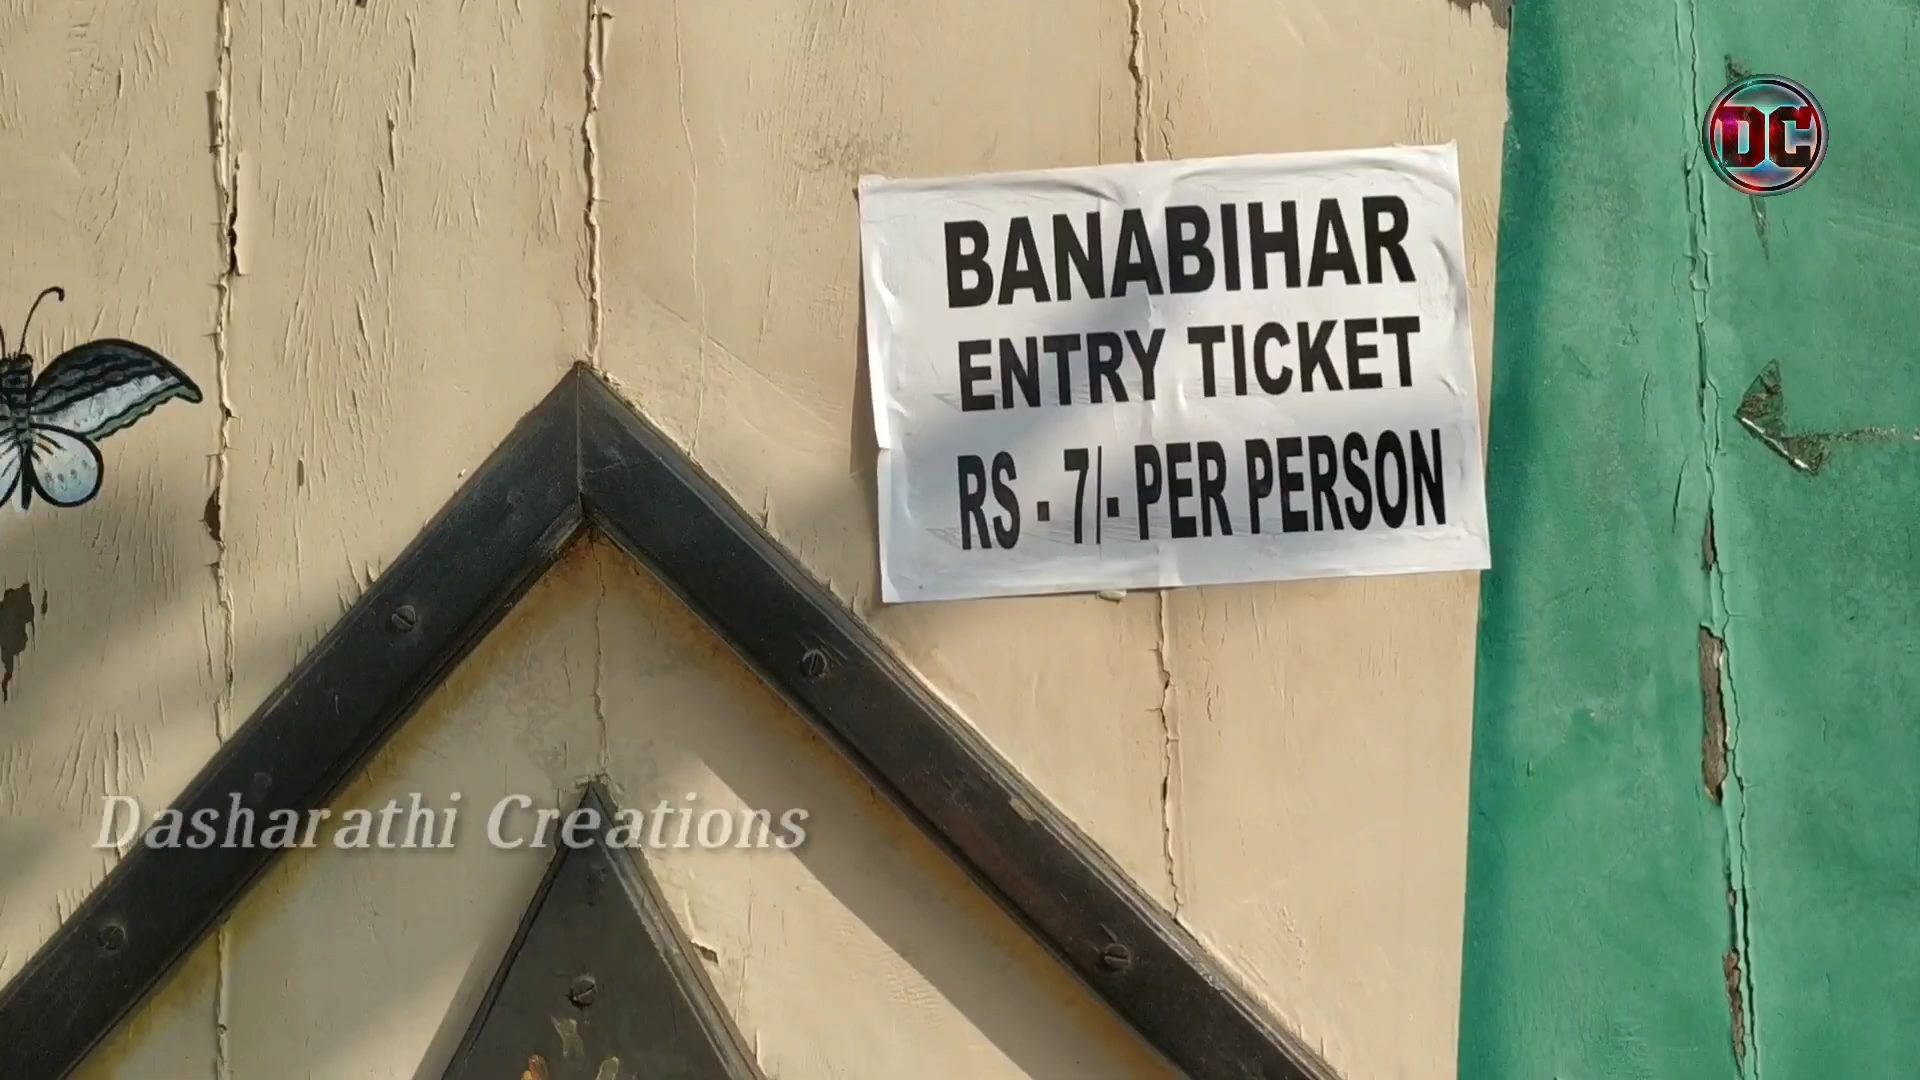 DC
BANABIHAR
ENTRY TICKET
RS - 7/- PER PERSON
Dasharathi Creations